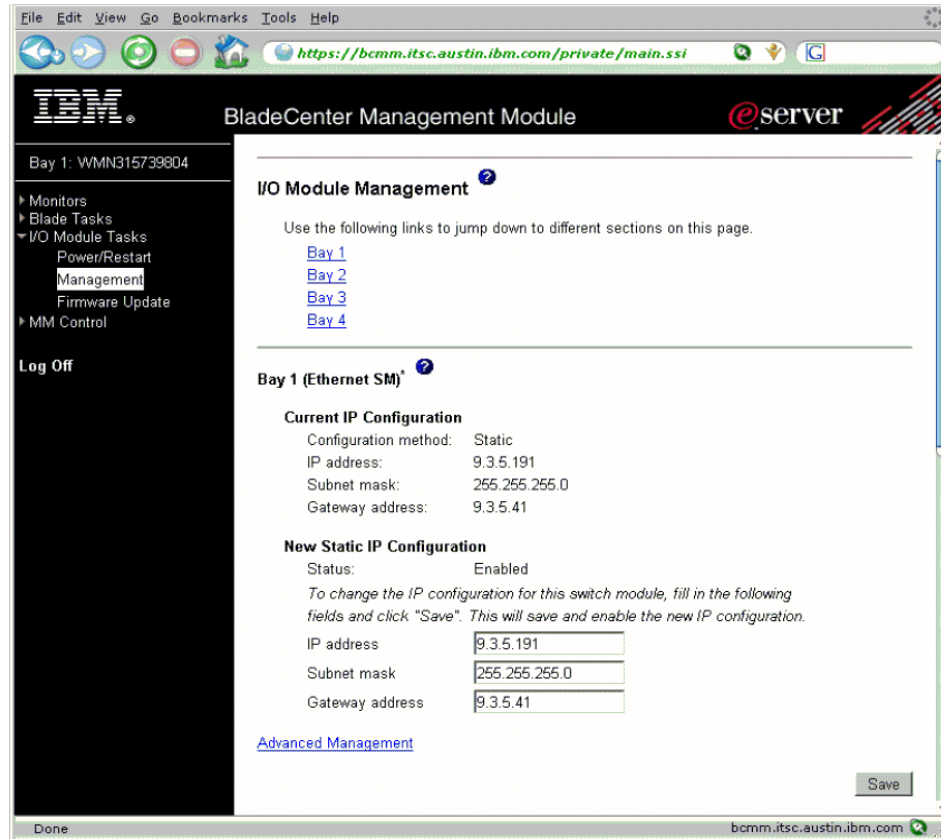 File Edit View Go Bookmarks Tools Help
https://bcmm.itsc.austin.ibm.com/private/main.ssi
G
IBM®
BladeCenter Management Module
eserver
Bay 1: WMN315739804
Monitors
Blade Tasks
I/O Module Tasks
Power/Restart
Management
Firmware Update
MM Control
Log Off
I/O Module Management ?
Use the following links to jump down to different sections on this page.
Bay 1
Bay 2
Bay 3
Bay 4
Bay 1 (Ethernet SM)* ?
Current IP Configuration
Configuration method: Static
IP address: 9.3.5.191
Subnet mask: 255.255.255.0
Gateway address: 9.3.5.41
New Static IP Configuration
Status: Enabled
To change the IP configuration for this switch module, fill in the following
fields and click "Save". This will save and enable the new IP configuration.
IP address 9.3.5.191
Subnet mask 255.255.255.0
Gateway address 9.3.5.41
Advanced Management
Save
Done bcmm.itsc.austin.ibm.com